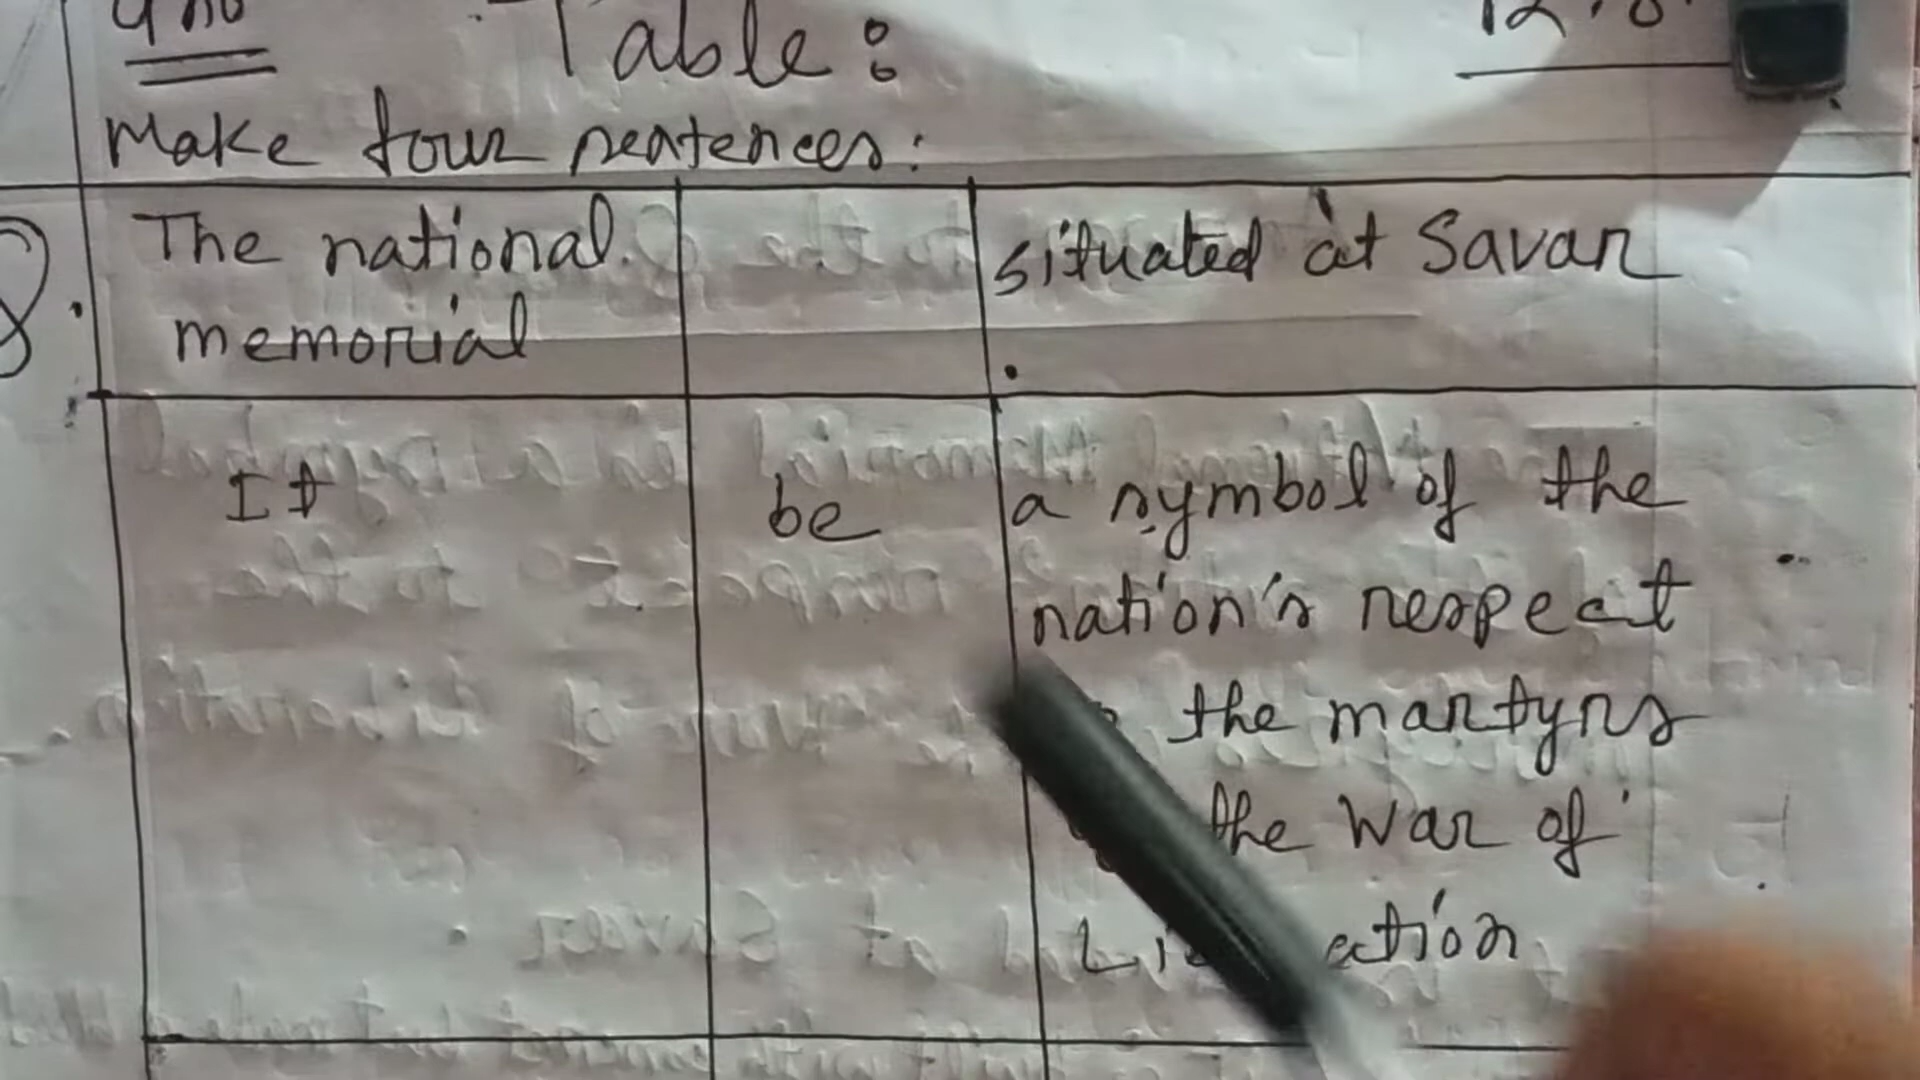 Table:
Make four sentences:
The national
memorial
situated at Savar
.
It
be
a symbol of the
nation's respect
the martyrs
the War of
ation